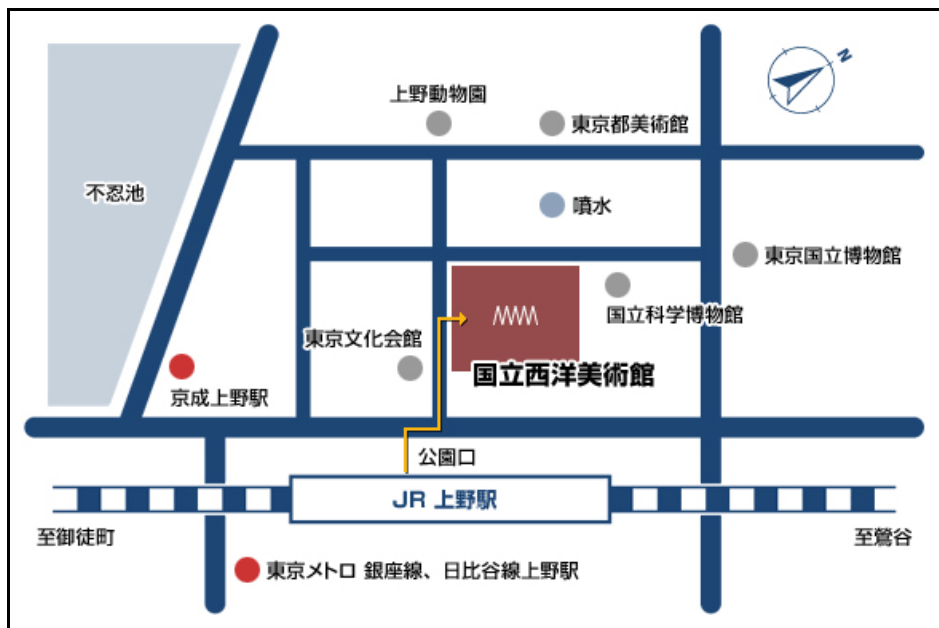 N
上野動物園
東京都美術館
不忍池
噴水
東京国立博物館
国立科学博物館
東京文化会館
国立西洋美術館
京成上野駅
公園口
JR 上野駅
至御徒町
至鶯谷
東京メトロ 銀座線、日比谷線上野駅